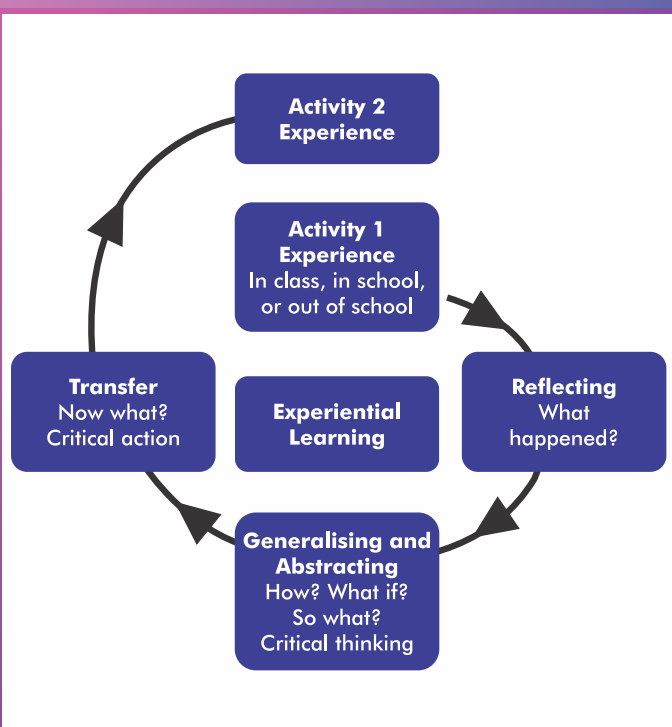 Activity 2
Experience
Activity 1
Experience
In class, in school,
or out of school
Transfer
Now what?
Critical action
Experiential
Learning
Reflecting
What
happened?
Generalising and
Abstracting
How? What if?
So what?
Critical thinking